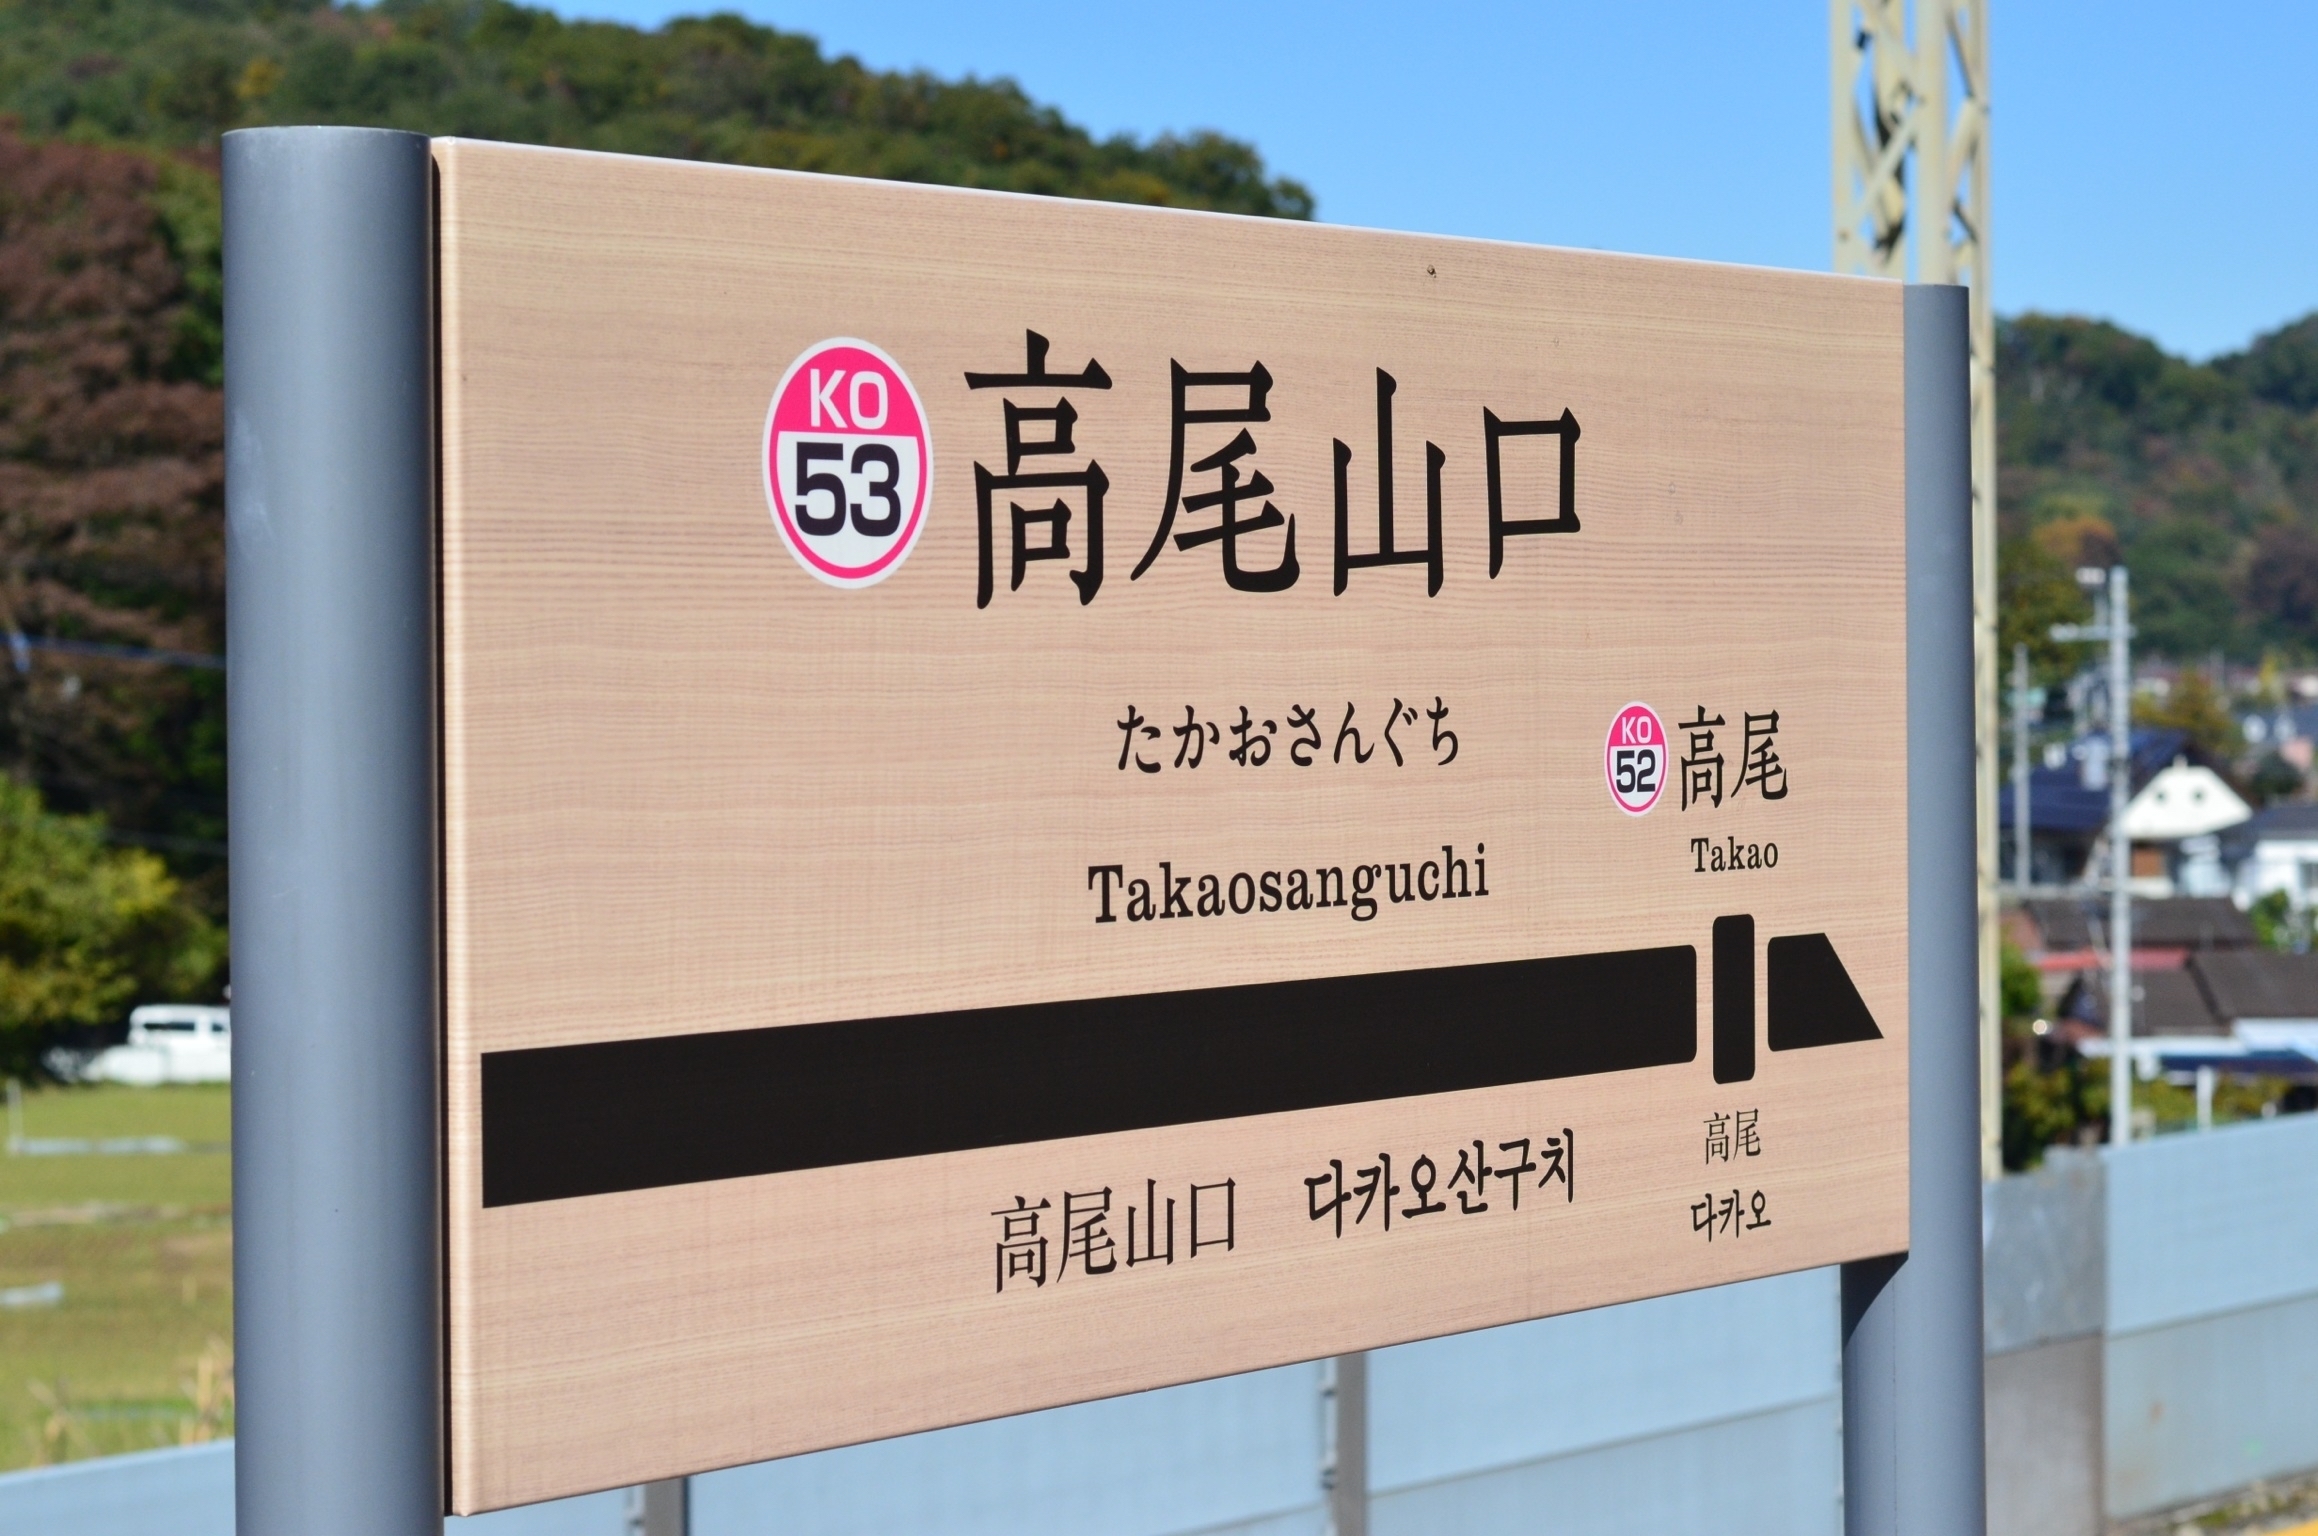 KO
53
高尾山口
たかおさんぐち
Takaosanguchi
KO
52
高尾
Takao
高尾山口 다카오산구치
高尾
다카오